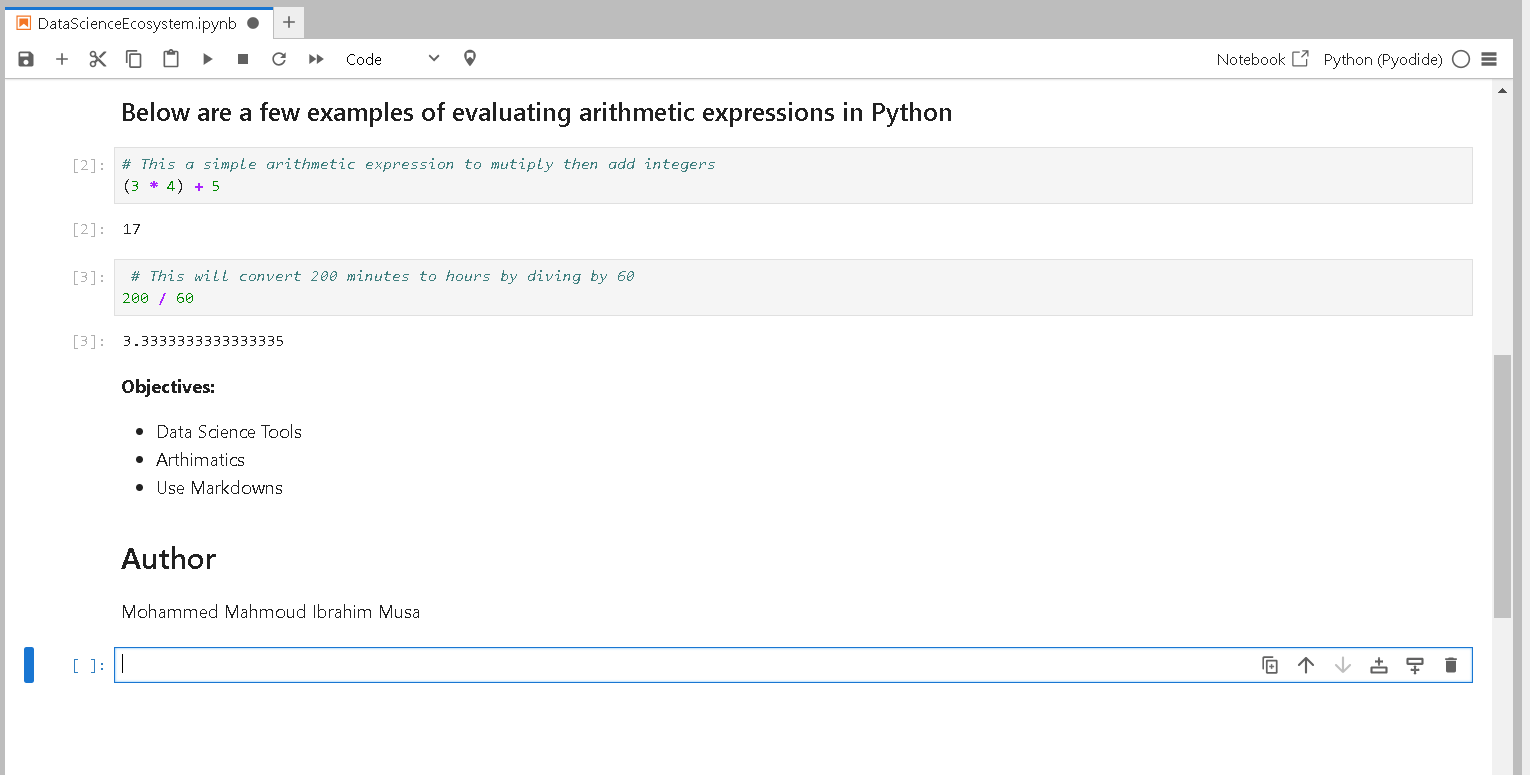 DataScienceEcosystem.ipynb
Code
Notebook Python (Pyodide)
Below are a few examples of evaluating arithmetic expressions in Python
[2]: # This a simple arithmetic expression to mutiply then add integers
(3 * 4) + 5
[2]: 17
[3]: # This will convert 200 minutes to hours by diving by 60
200 / 60
[3]: 3.3333333333333335
Objectives:
• Data Science Tools
• Arthimatics
• Use Markdowns
Author
Mohammed Mahmoud Ibrahim Musa
[ ]: